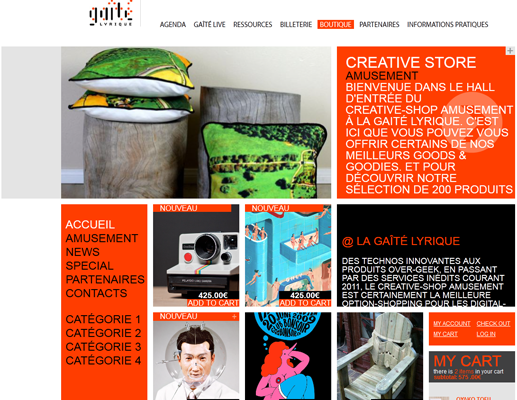 gaîté
LYRIQUE
AGENDA GAÎTÉ LIVE RESSOURCES BILLETERIE BOUTIQUE PARTENAIRES INFORMATIONS PRATIQUES
CREATIVE STORE
AMUSEMENT
BIENVENUE DANS LE HALL
D'ENTRÉE DU
CREATIVE-SHOP AMUSEMENT
À LA GAITÉ LYRIQUE. C'EST
ICI QUE VOUS POUVEZ VOUS
OFFRIR CERTAINS DE NOS
MEILLEURS GOODS &
GOODIES. ET POUR
DÉCOUVRIR NOTRE
SÉLECTION DE 200 PRODUITS
ACCUEIL
AMUSEMENT
NEWS
SPECIAL
PARTENAIRES
CONTACTS
CATÉGORIE 1
CATÉGORIE 2
CATÉGORIE 3
CATÉGORIE 4
NOUVEAU
425.00€
ADD TO CART
NOUVEAU
425.00€
ADD TO CART
@ LA GAÎTÉ LYRIQUE
DES TECHNOS INNOVANTES AUX
PRODUITS OVER-GEEK, EN PASSANT
PAR DES SERVICES INÉDITS COURANT
2011, LE CREATIVE-SHOP AMUSEMENT
EST CERTAINEMENT LA MEILLEURE
OPTION-SHOPPING POUR LES DIGITAL-
NOUVEAU +
MY ACCOUNT CHECK OUT
MY CART LOG IN
MY CART
there is 2 items in your cart
subtotal: 575.00€